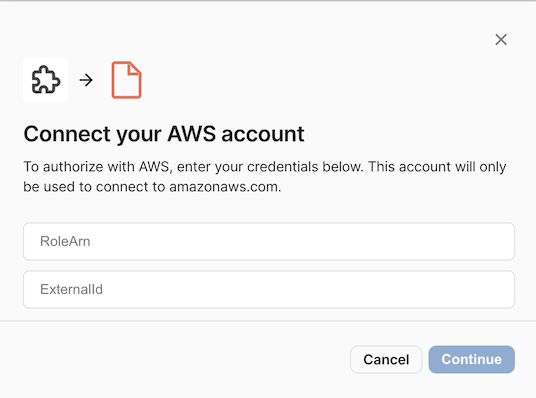 Connect your AWS account
To authorize with AWS, enter your credentials below. This account will only
be used to connect to amazonaws.com.
RoleArn
ExternalId
Cancel
Continue